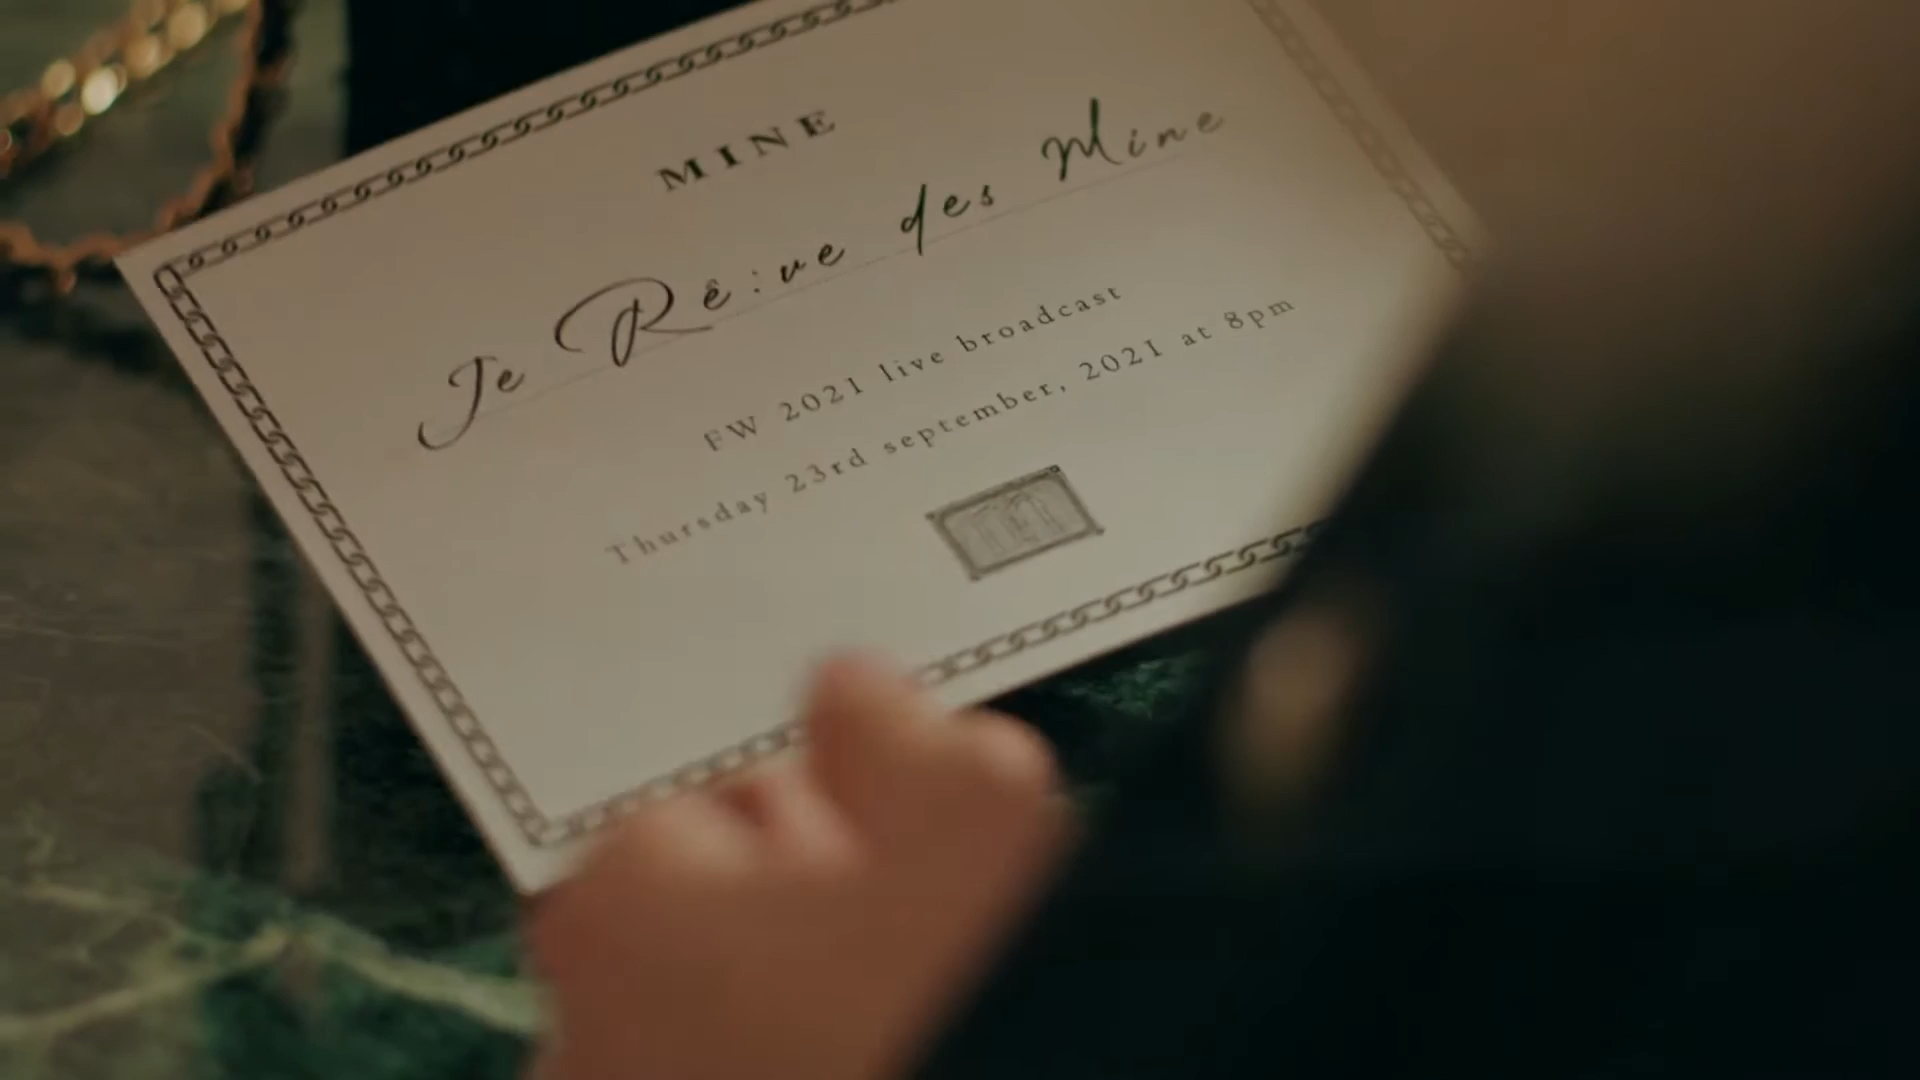 MINE
Je Rê:ve des Mine
FW 2021 live broadcast
Thursday 23rd september, 2021 at 8pm